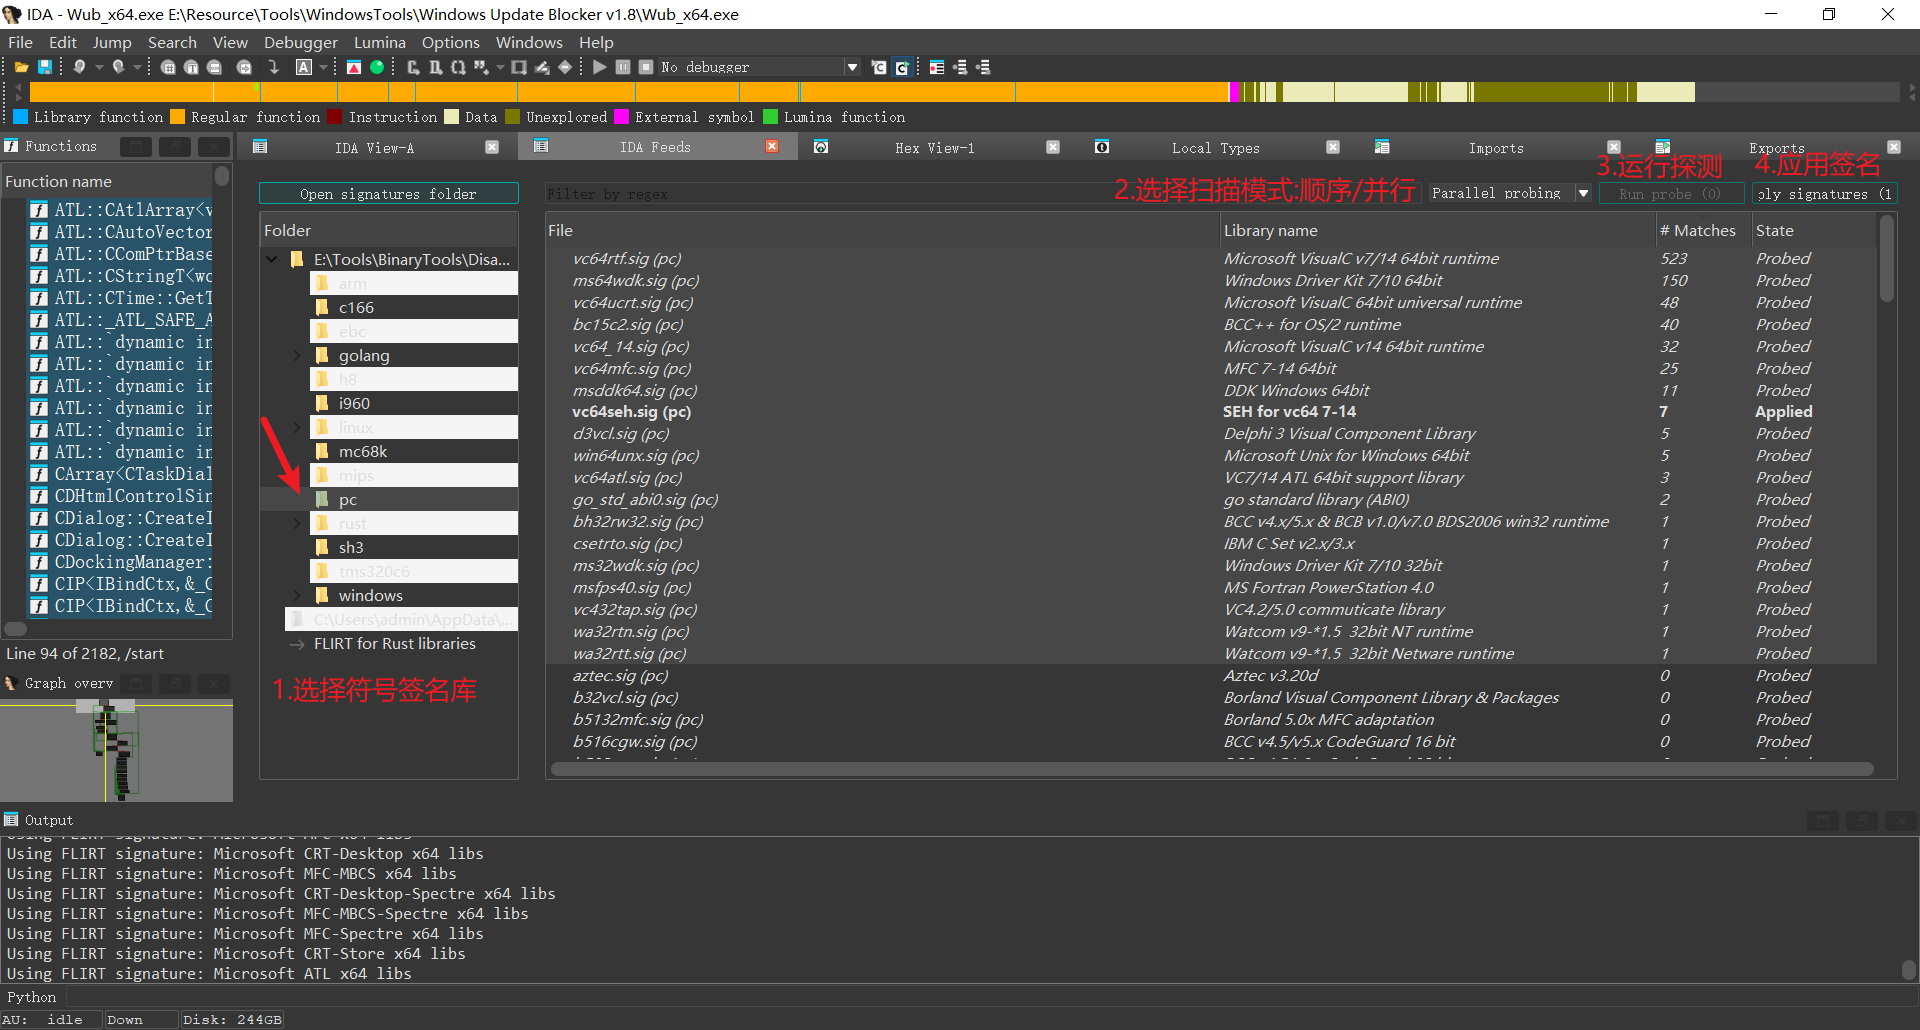 IDA - Wub_x64.exe E:\Resource\Tools\WindowsTools\Windows Update Blocker v1.8\Wub_x64.exe
File Edit Jump Search View Debugger Lumina Options Windows Help
No debugger
Library function Regular function Instruction Data Unexplored External symbol Lumina function
Functions
IDA View-A
IDA Feeds
Hex View-1
Local Types
Imports
Exports
3.运行探测 4.应用签名
2.选择扫描模式:顺序/并行
Function name
ATL::CAtlArray<v
ATL::CAutoVector
ATL::CComPtrBase
ATL::CStringT<wc
ATL::CTime::GetT
ATL::_ATL_SAFE_A
ATL::`dynamic in
ATL::`dynamic in
ATL::`dynamic in
ATL::`dynamic in
ATL::`dynamic in
ATL::`dynamic in
CArray<CTaskDial
CDHtmlControlSin
CDialog::CreateI
CDialog::CreateI
CDockingManager:
CIP<IBindCtx,&_G
CIP<IBindCtx,&_G
Line 94 of 2182, /start
Graph overv
Open signatures folder
Filter by regex
Parallel probing
Run probe (0)
ply signatures (1
Folder
E:\Tools\BinaryTools\Disa...
arm
c166
ebc
golang
h8
i960
linux
mc68k
mips
pc
rust
sh3
tms320c6
windows
C:\Users\admin\AppData\...
FLIRT for Rust libraries
1.选择符号签名库
File Library name # Matches State
vc64rtf.sig (pc) Microsoft VisualC v7/14 64bit runtime 523 Probed
ms64wdk.sig (pc) Windows Driver Kit 7/10 64bit 150 Probed
vc64ucrt.sig (pc) Microsoft VisualC 64bit universal runtime 48 Probed
bc15c2.sig (pc) BCC++ for OS/2 runtime 40 Probed
vc64_14.sig (pc) Microsoft VisualC v14 64bit runtime 32 Probed
vc64mfc.sig (pc) MFC 7-14 64bit 25 Probed
msddk64.sig (pc) DDK Windows 64bit 11 Probed
vc64seh.sig (pc) SEH for vc64 7-14 7 Applied
d3vcl.sig (pc) Delphi 3 Visual Component Library 5 Probed
win64unx.sig (pc) Microsoft Unix for Windows 64bit 5 Probed
vc64atl.sig (pc) VC7/14 ATL 64bit support library 3 Probed
go_std_abi0.sig (pc) go standard library (ABI0) 2 Probed
bh32rw32.sig (pc) BCC v4.x/5.x & BCB v1.0/v7.0 BDS2006 win32 runtime 1 Probed
csetrto.sig (pc) IBM C Set v2.x/3.x 1 Probed
ms32wdk.sig (pc) Windows Driver Kit 7/10 32bit 1 Probed
msfps40.sig (pc) MS Fortran PowerStation 4.0 1 Probed
vc432tap.sig (pc) VC4.2/5.0 commuticate library 1 Probed
wa32rtn.sig (pc) Watcom v9-*1.5 32bit NT runtime 1 Probed
wa32rtt.sig (pc) Watcom v9-*1.5 32bit Netware runtime 1 Probed
aztec.sig (pc) Aztec v3.20d 0 Probed
b32vcl.sig (pc) Borland Visual Component Library & Packages 0 Probed
b5132mfc.sig (pc) Borland 5.0x MFC adaptation 0 Probed
b516cgw.sig (pc) BCC v4.5/v5.x CodeGuard 16 bit 0 Probed
Output
Using FLIRT signature: Microsoft MFC x64 libs
Using FLIRT signature: Microsoft CRT-Desktop x64 libs
Using FLIRT signature: Microsoft MFC-MBCS x64 libs
Using FLIRT signature: Microsoft CRT-Desktop-Spectre x64 libs
Using FLIRT signature: Microsoft MFC-MBCS-Spectre x64 libs
Using FLIRT signature: Microsoft MFC-Spectre x64 libs
Using FLIRT signature: Microsoft CRT-Store x64 libs
Using FLIRT signature: Microsoft ATL x64 libs
Python
AU: idle Down Disk: 244GB